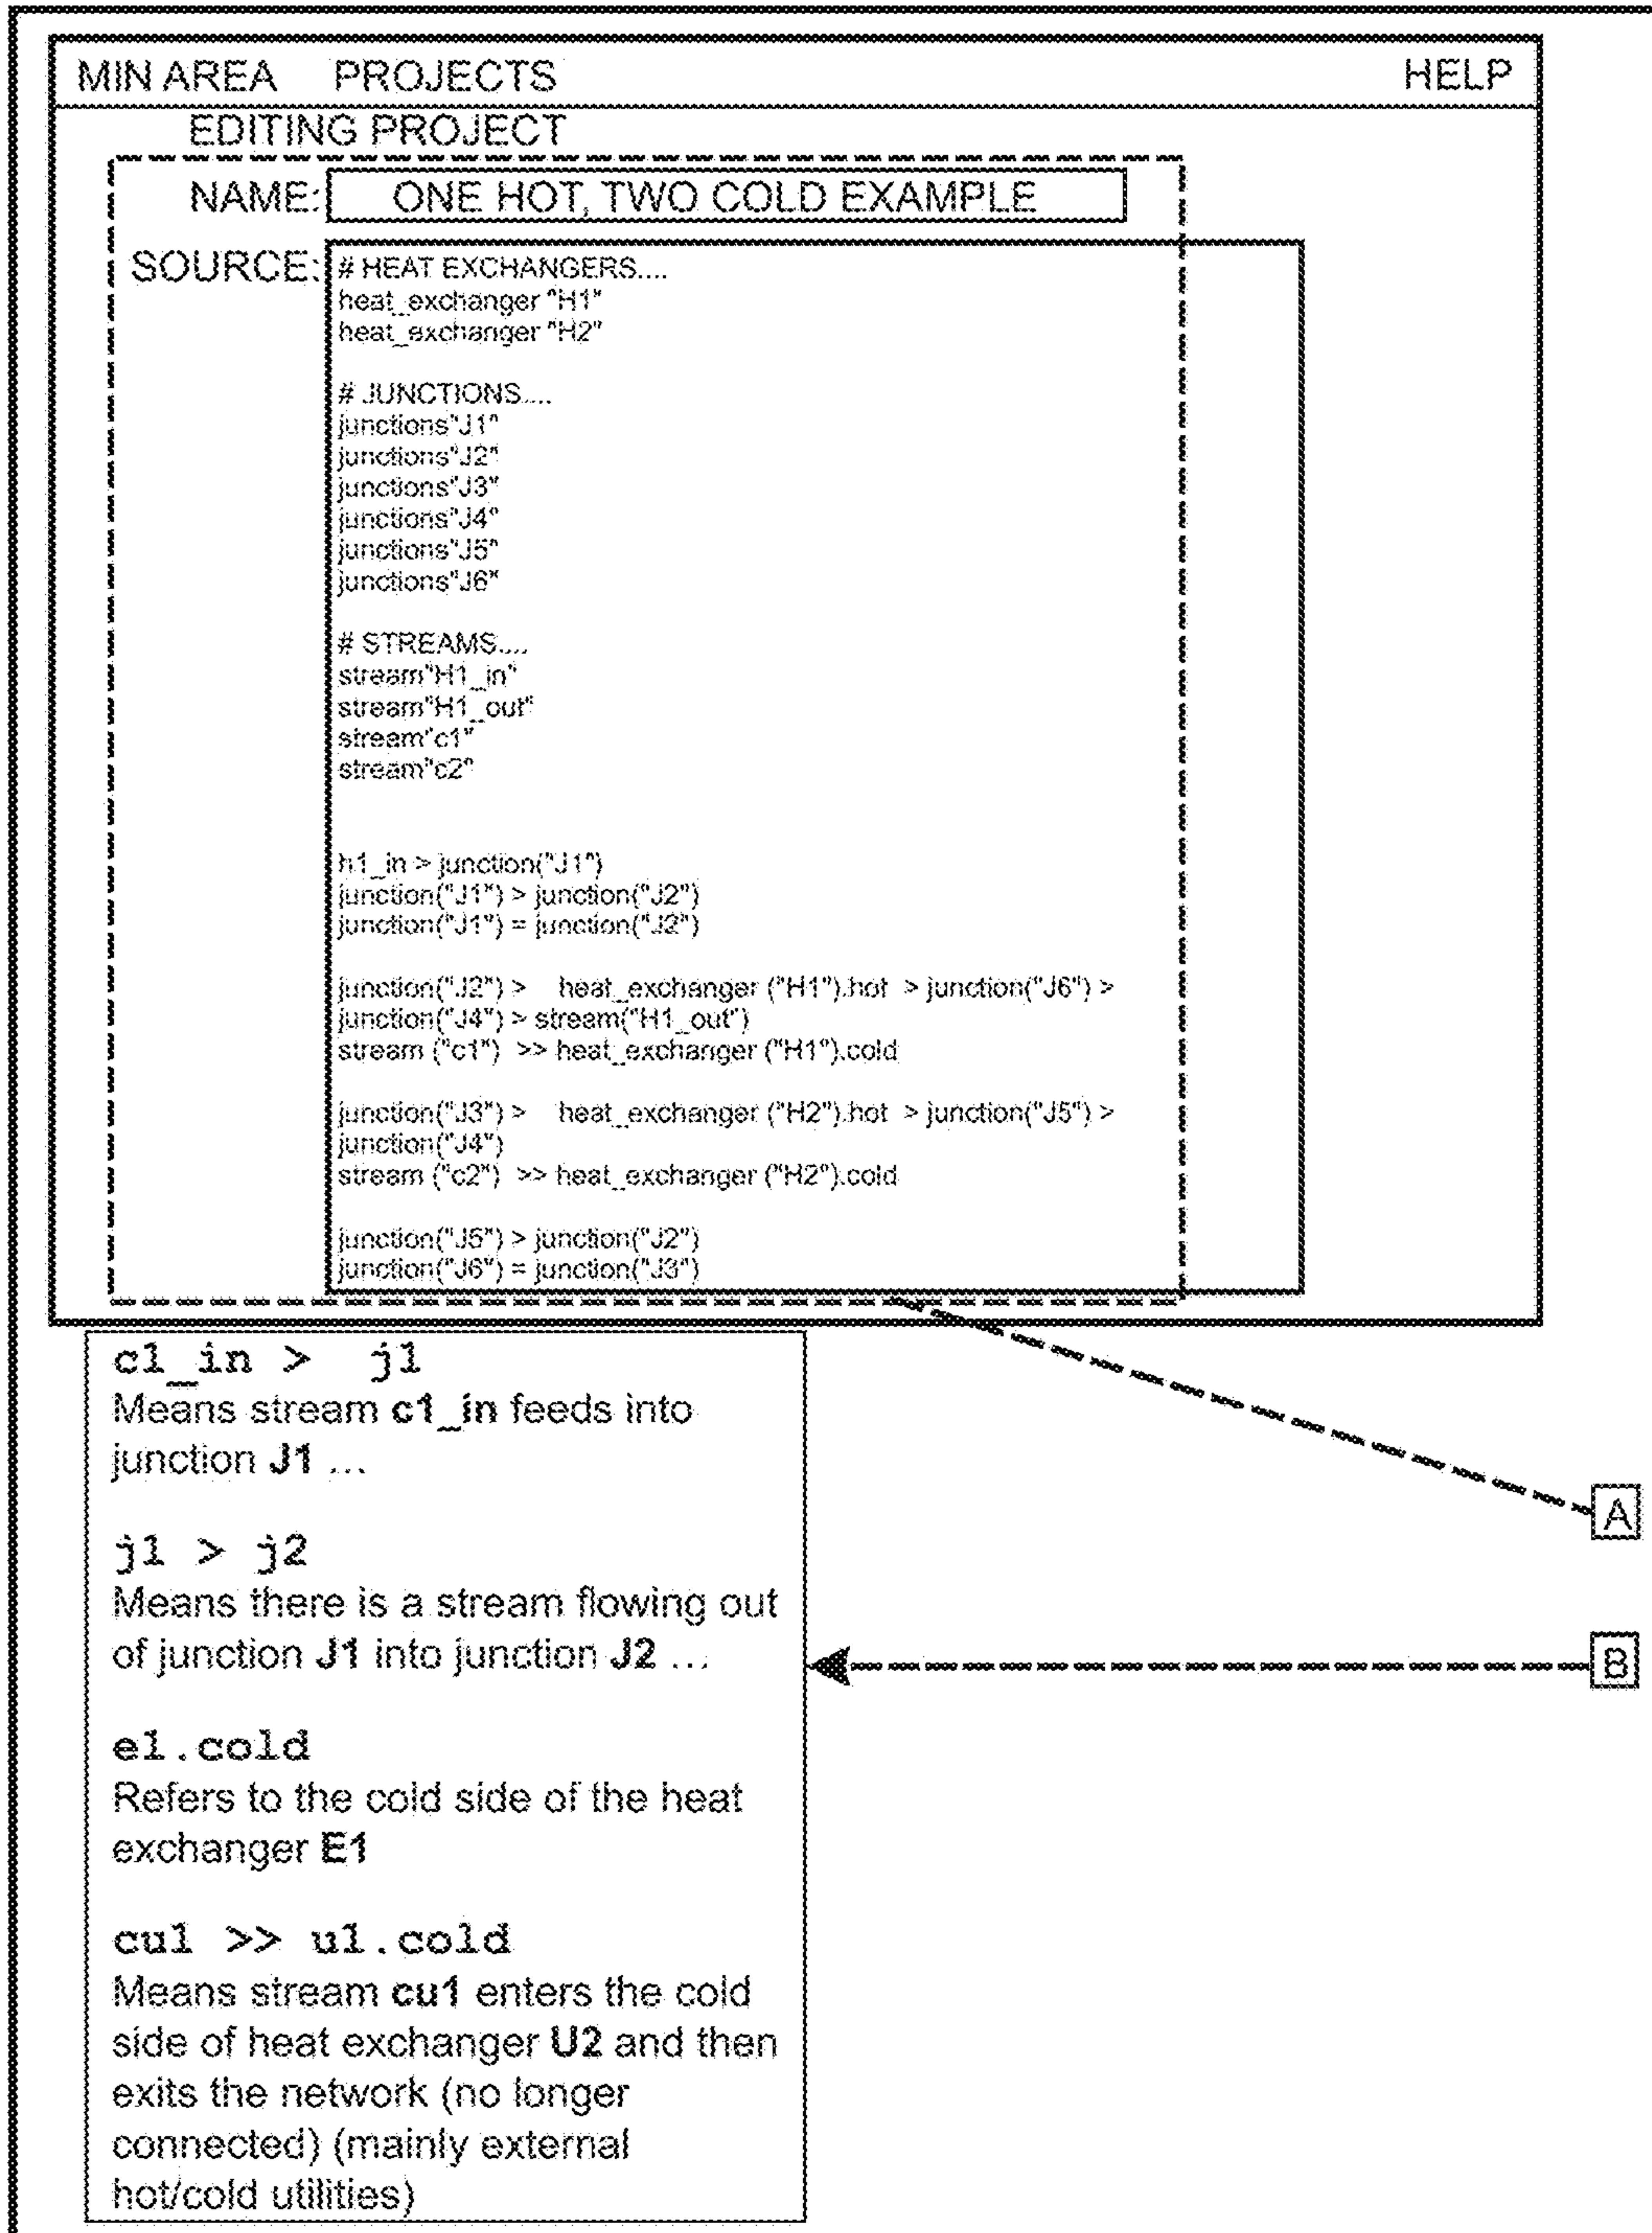 MIN AREA PROJECTS HELP
EDITING PROJECT
NAME: ONE HOT, TWO COLD EXAMPLE
SOURCE: # HEAT EXCHANGERS....
heat_exchanger "H1"
heat_exchanger "H2"
# JUNCTIONS....
junctions"J1"
junctions"J2"
junctions"J3"
junctions"J4"
junctions"J5"
junctions"J6"
# STREAMS....
stream"H1_in"
stream"H1_out"
stream"c1"
stream"c2"
h1_in > junction("J1")
junction("J1") > junction("J2")
junction("J1") = junction("J2")
junction("J2") > heat_exchanger ("H1").hot > junction("J6") >
junction("J4") > stream("H1_out")
stream ("c1") >> heat_exchanger ("H1").cold
junction("J3") > heat_exchanger ("H2").hot > junction("J5") >
junction("J4")
stream ("c2") >> heat_exchanger ("H2").cold
junction("J5") > junction("J2")
junction("J6") = junction("J3")
c1_in > j1
Means stream c1_in feeds into
junction J1 ...
A
j1 > j2
Means there is a stream flowing out
of junction J1 into junction J2 ...
B
e1.cold
Refers to the cold side of the heat
exchanger E1
cu1 >> u1.cold
Means stream cu1 enters the cold
side of heat exchanger U2 and then
exits the network (no longer
connected) (mainly external
hot/cold utilities)